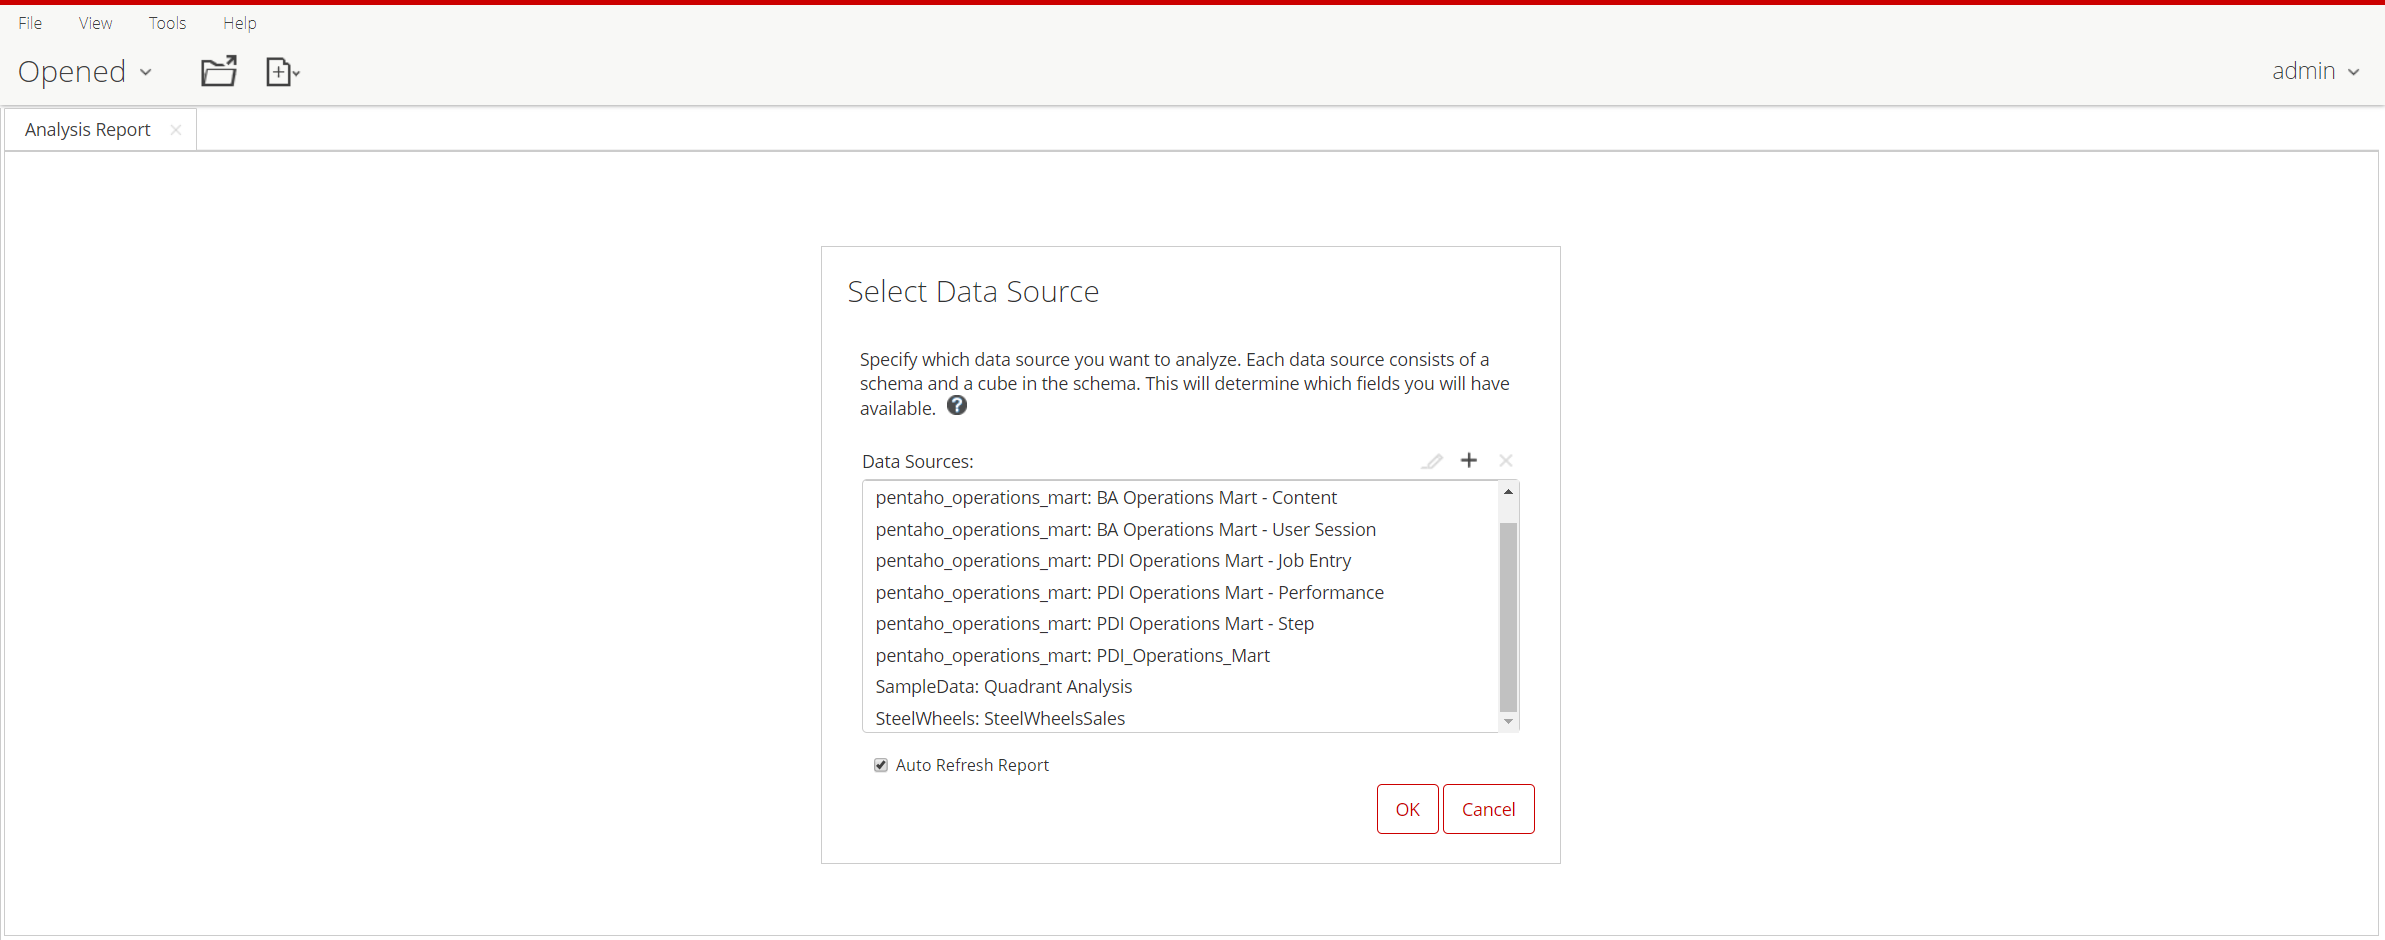 File View Tools Help
Opened
admin
Analysis Report
Select Data Source
Specify which data source you want to analyze. Each data source consists of a
schema and a cube in the schema. This will determine which fields you will have
available.
Data Sources:
pentaho_operations_mart: BA Operations Mart - Content
pentaho_operations_mart: BA Operations Mart - User Session
pentaho_operations_mart: PDI Operations Mart - Job Entry
pentaho_operations_mart: PDI Operations Mart - Performance
pentaho_operations_mart: PDI Operations Mart - Step
pentaho_operations_mart: PDI_Operations_Mart
SampleData: Quadrant Analysis
SteelWheels: SteelWheelsSales
Auto Refresh Report
OK Cancel